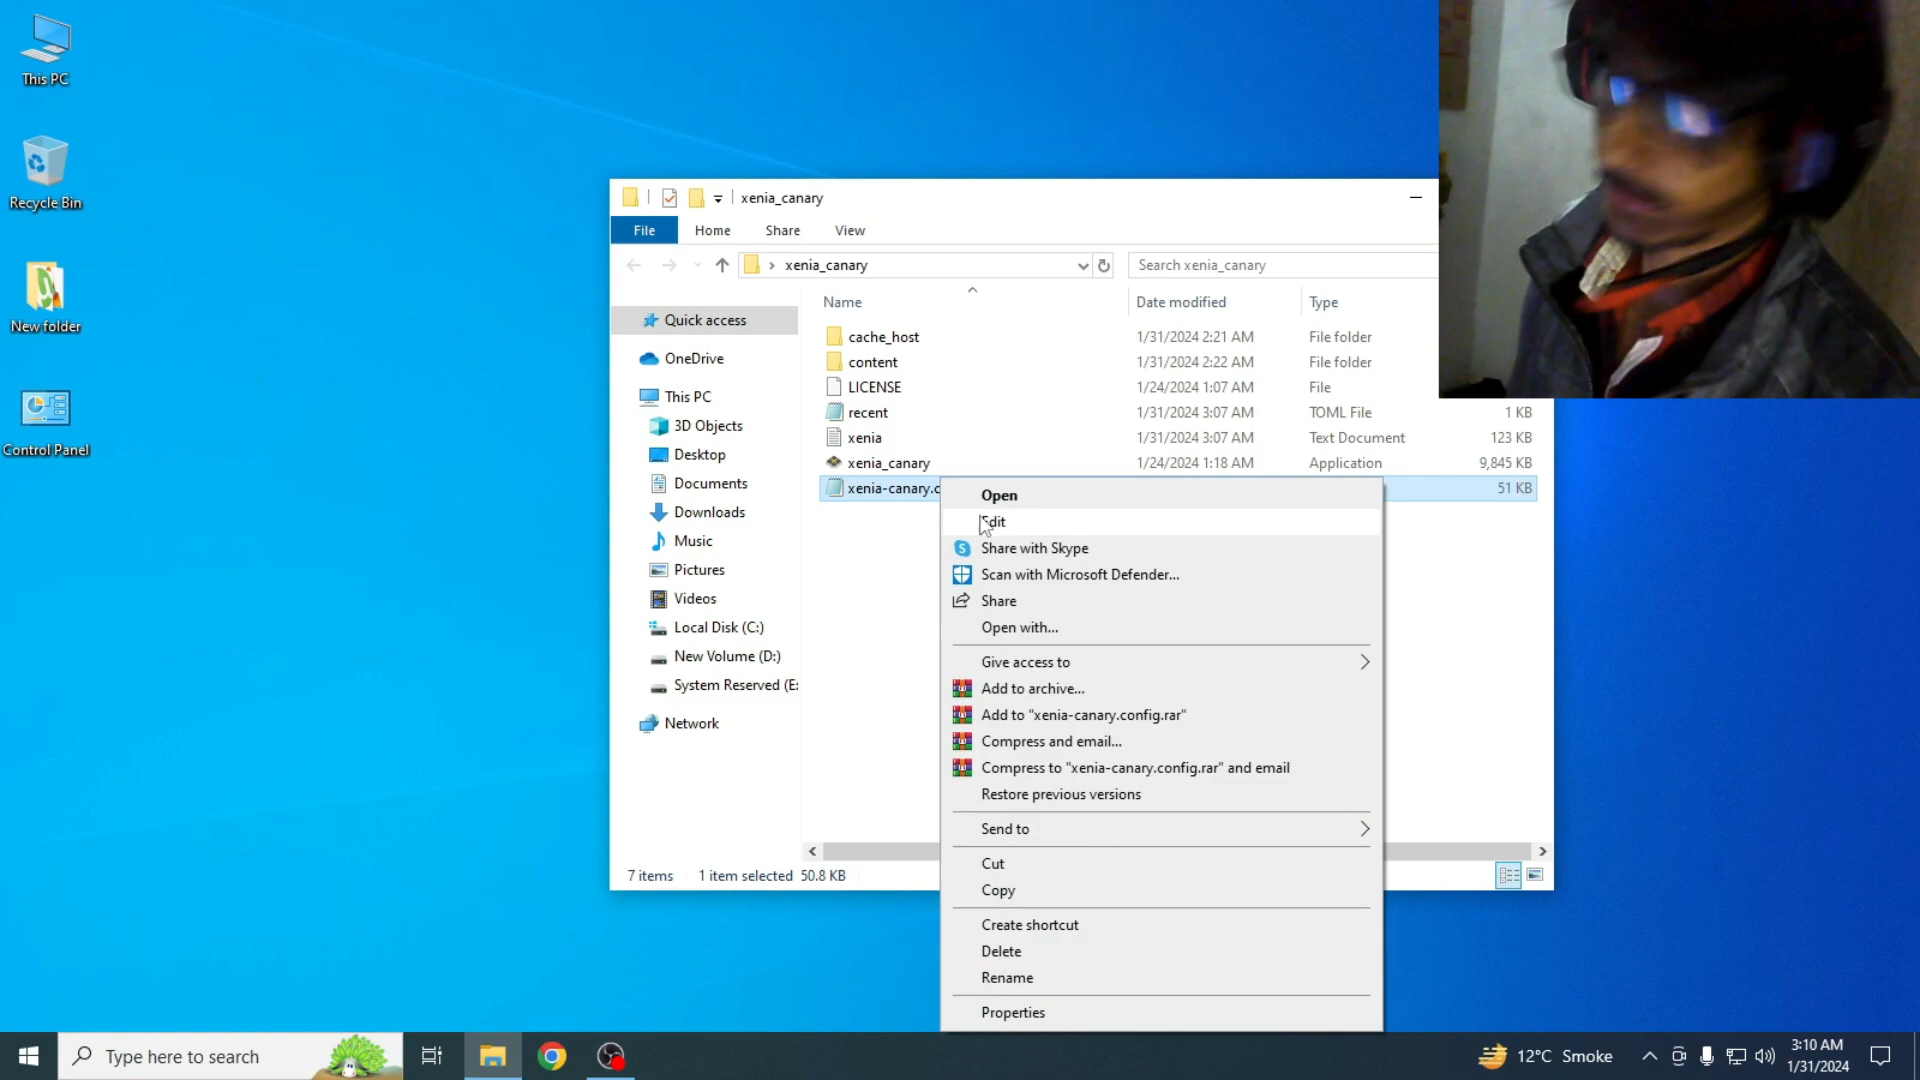 This PC
Recycle Bin
New folder
Control Panel
xenia_canary
File Home Share View
xenia_canary
Search xenia_canary
Name Date modified Type
Quick access
OneDrive
This PC
3D Objects
Desktop
Documents
Downloads
Music
Pictures
Videos
Local Disk (C:)
New Volume (D:)
System Reserved (E:
Network
cache_host 1/31/2024 2:21 AM File folder
content 1/31/2024 2:22 AM File folder
LICENSE 1/24/2024 1:07 AM File
recent 1/31/2024 3:07 AM TOML File 1 KB
xenia 1/31/2024 3:07 AM Text Document 123 KB
xenia_canary 1/24/2024 1:18 AM Application 9,845 KB
xenia-canary.c 51 KB
Open
Edit
Share with Skype
Scan with Microsoft Defender...
Share
Open with...
Give access to
Add to archive...
Add to "xenia-canary.config.rar"
Compress and email...
Compress to "xenia-canary.config.rar" and email
Restore previous versions
Send to
Cut
Copy
Create shortcut
Delete
Rename
Properties
7 items 1 item selected 50.8 KB
Type here to search
12°C Smoke
3:10 AM
1/31/2024